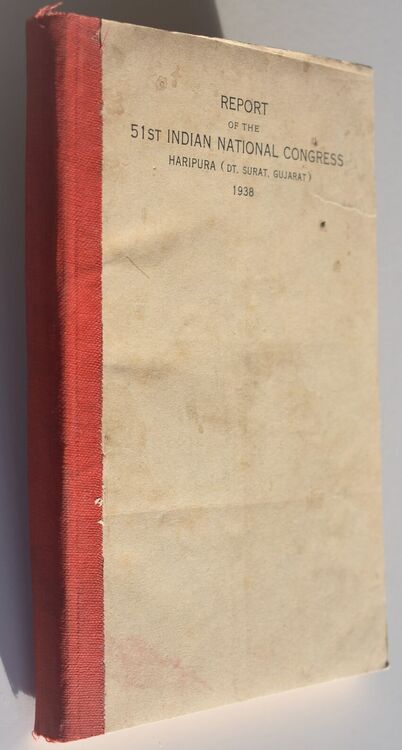 REPORT
OF THE
51ST INDIAN NATIONAL CONGRESS
HARIPURA ( DT. SURAT, GUJARAT )
1938